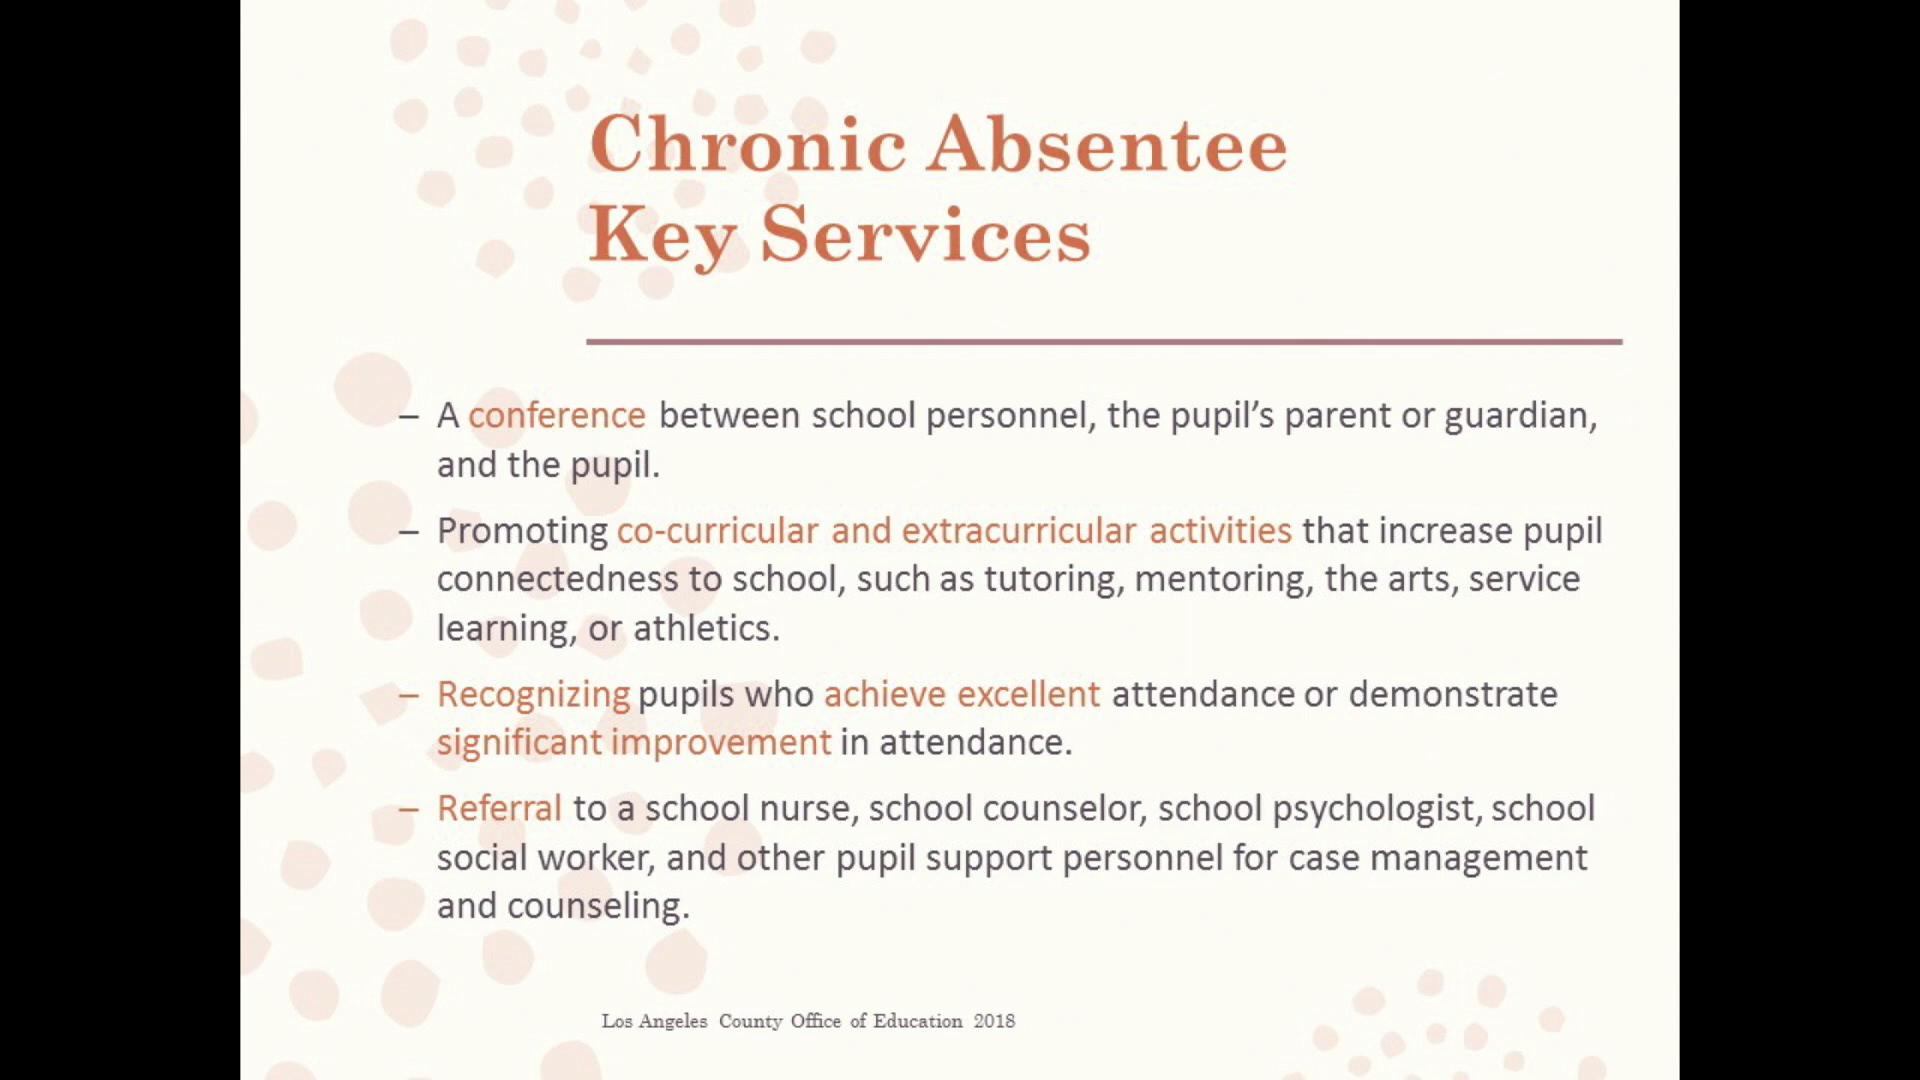 Chronic Absentee
Key Services
– A conference between school personnel, the pupil’s parent or guardian,
and the pupil.
– Promoting co-curricular and extracurricular activities that increase pupil
connectedness to school, such as tutoring, mentoring, the arts, service
learning, or athletics.
– Recognizing pupils who achieve excellent attendance or demonstrate
significant improvement in attendance.
– Referral to a school nurse, school counselor, school psychologist, school
social worker, and other pupil support personnel for case management
and counseling.
Los Angeles County Office of Education 2018